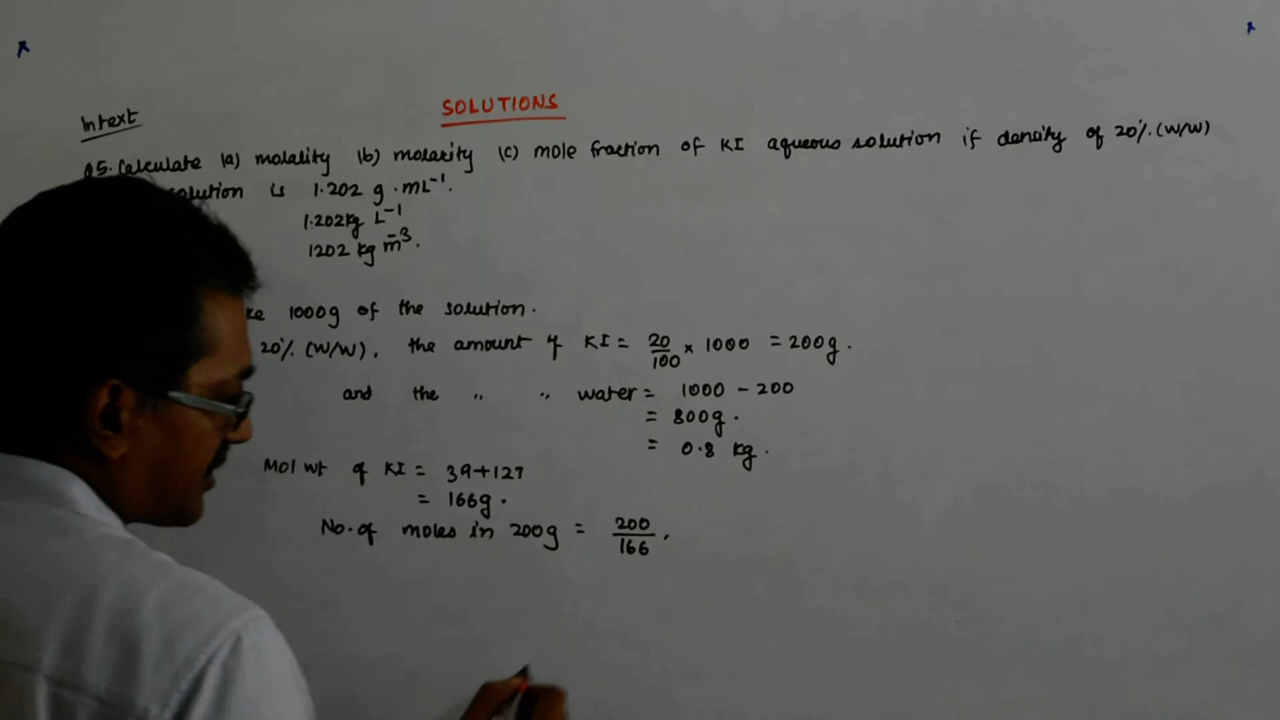 SOLUTIONS
Intext
Q5. Calculate (a) molality (b) molarity (c) mole fraction of KI aqueous solution if density of 20%. (W/W)
solution is 1.202 g.mL⁻¹.
1.202kg L⁻¹
1202 kg m⁻³.
1000g of the solution.
20% (W/W), the amount of KI = 20/100 × 1000 = 200g.
and the " " water = 1000 - 200
= 800g.
= 0.8 kg.
Mol wt of KI = 39+127
= 166g.
No. of moles in 200g = 200/166.